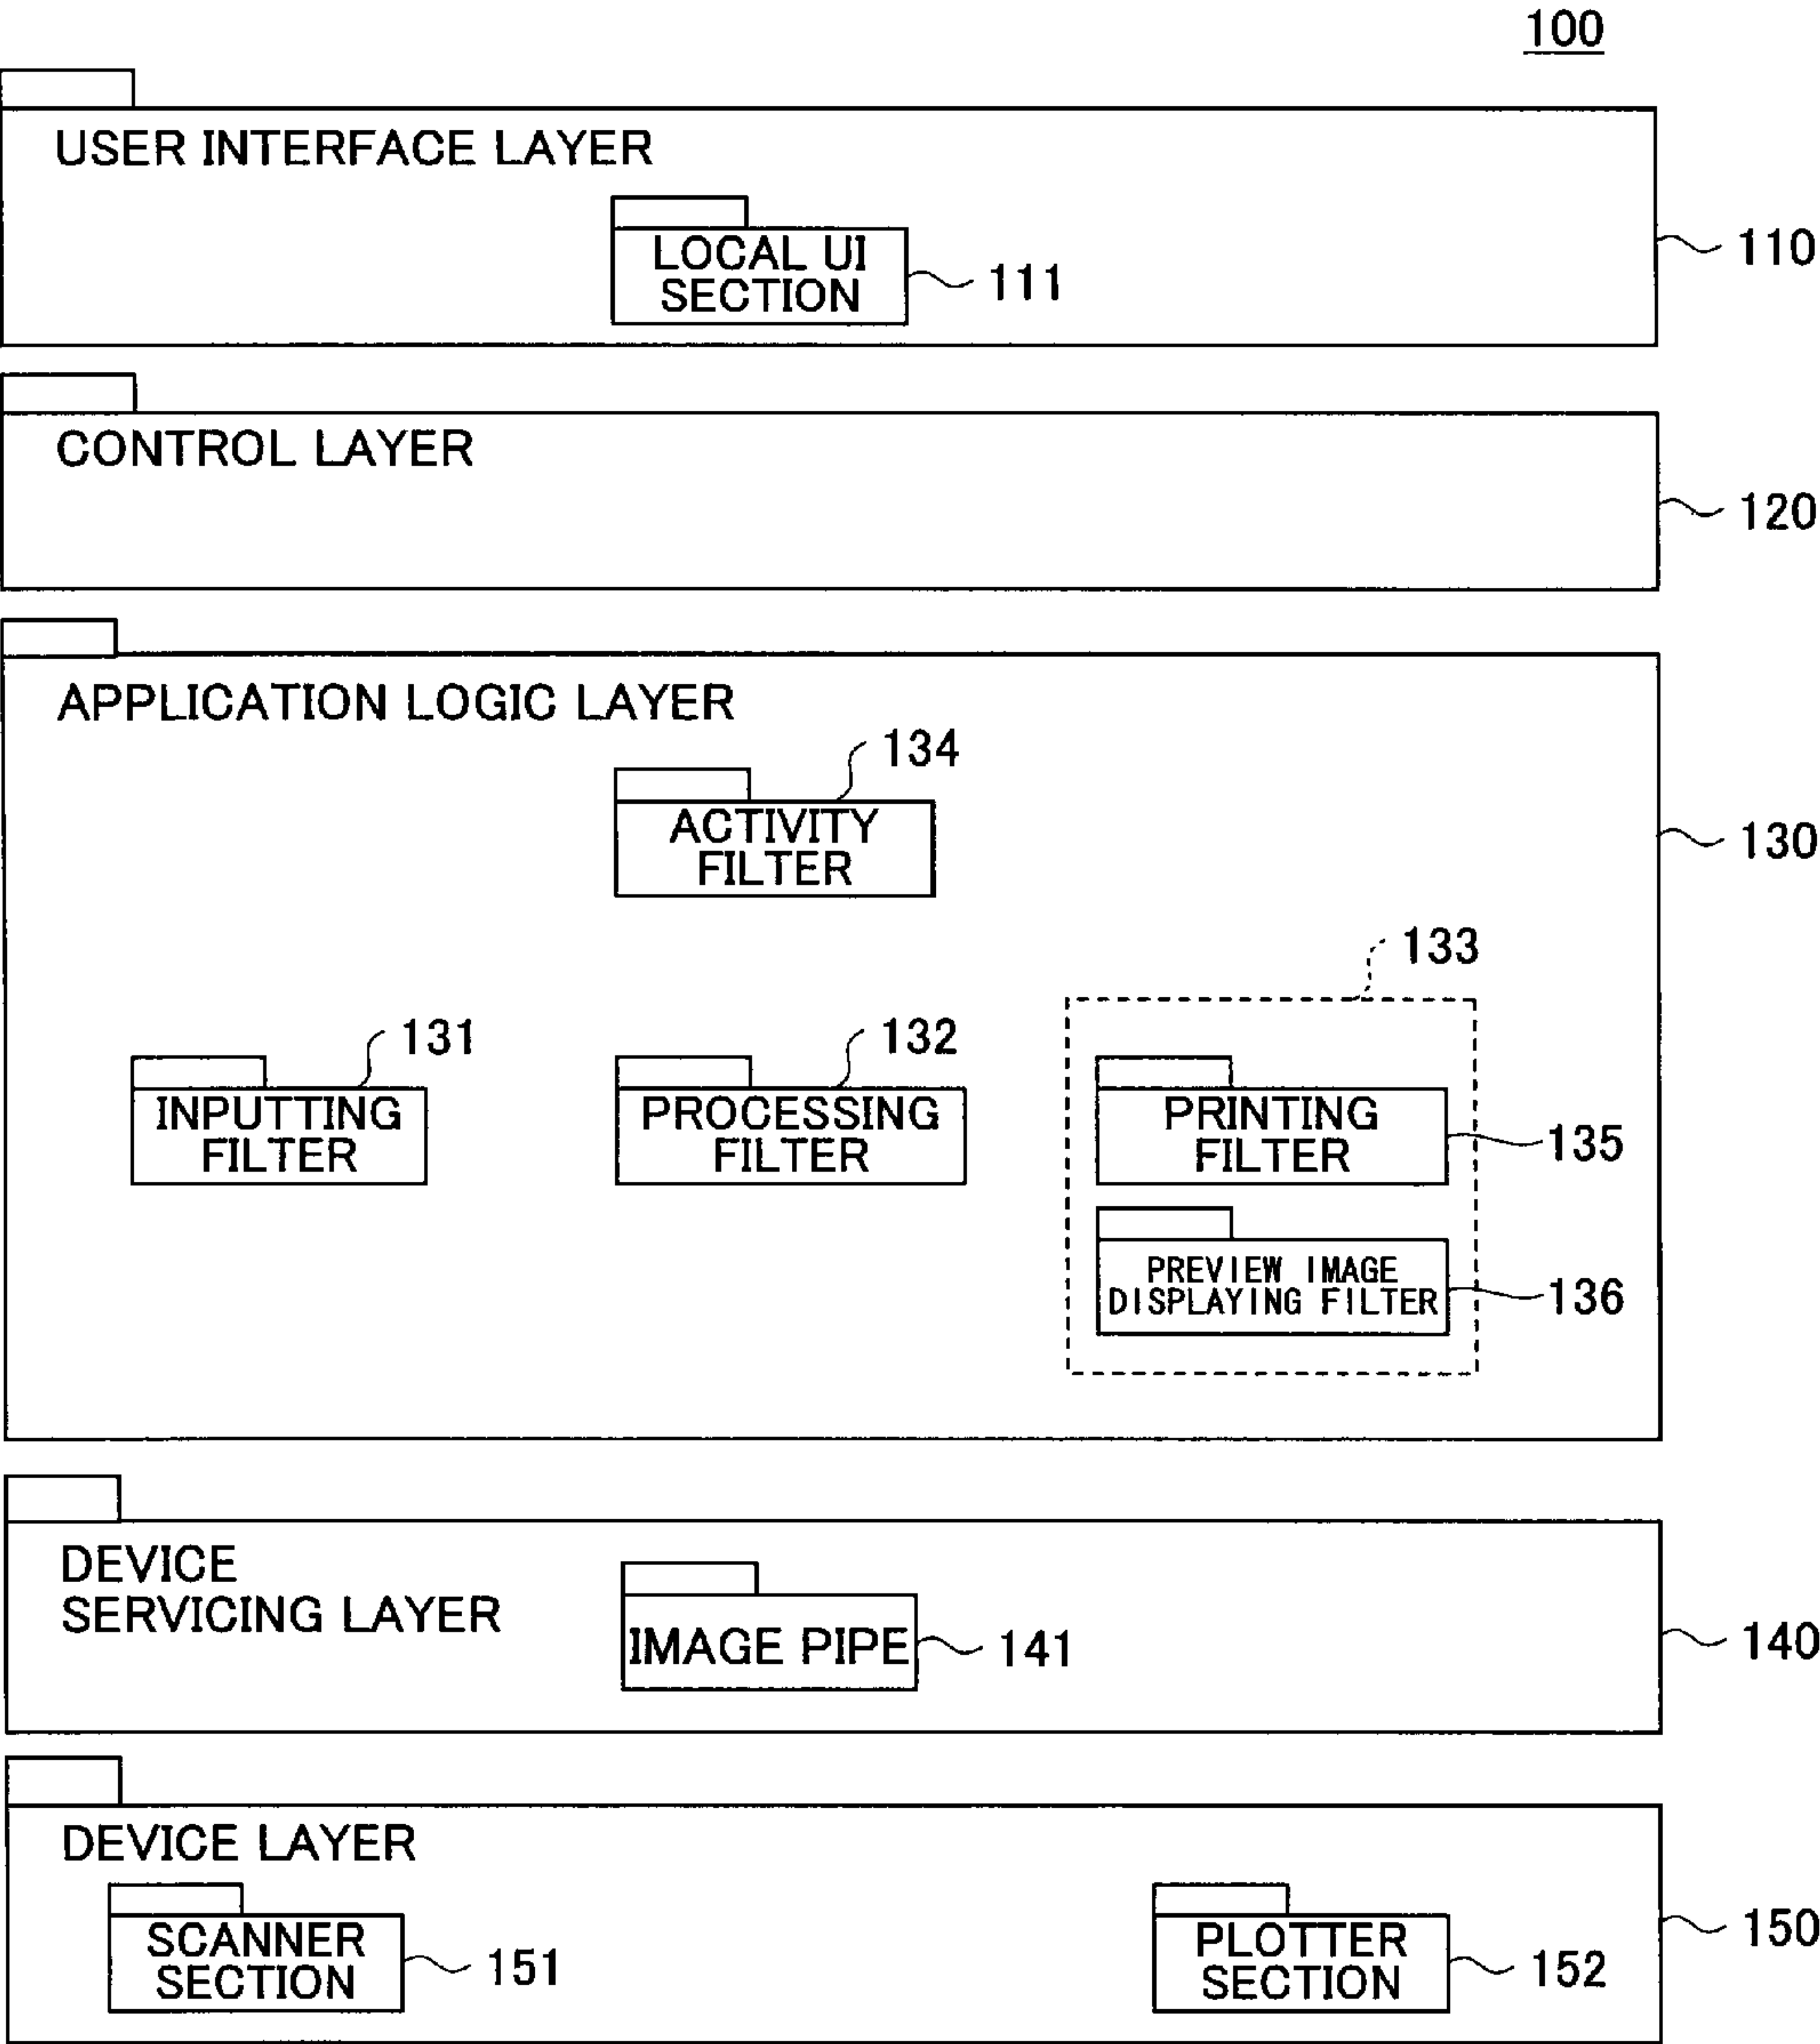 100
USER INTERFACE LAYER
LOCAL UI
SECTION
111
110
CONTROL LAYER
120
APPLICATION LOGIC LAYER
134
ACTIVITY
FILTER
130
133
131
INPUTTING
FILTER
132
PROCESSING
FILTER
PRINTING
FILTER
135
PREVIEW IMAGE
DISPLAYING FILTER
136
DEVICE
SERVICING LAYER
IMAGE PIPE
141
140
DEVICE LAYER
SCANNER
SECTION
151
PLOTTER
SECTION
152
150